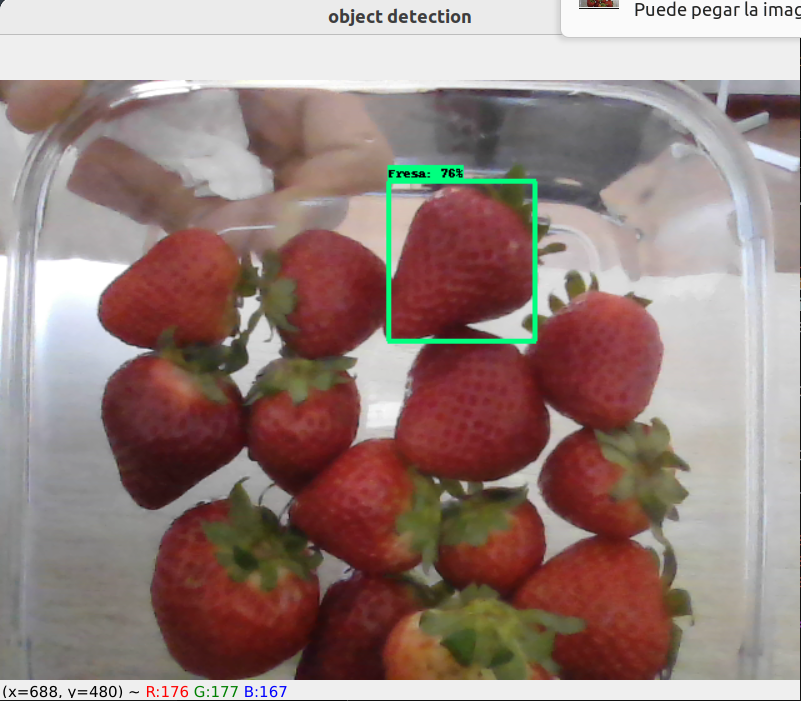 object detection
Puede pegar la imag
Fresa: 76%
(x=688, y=480) ~ R:176 G:177 B:167